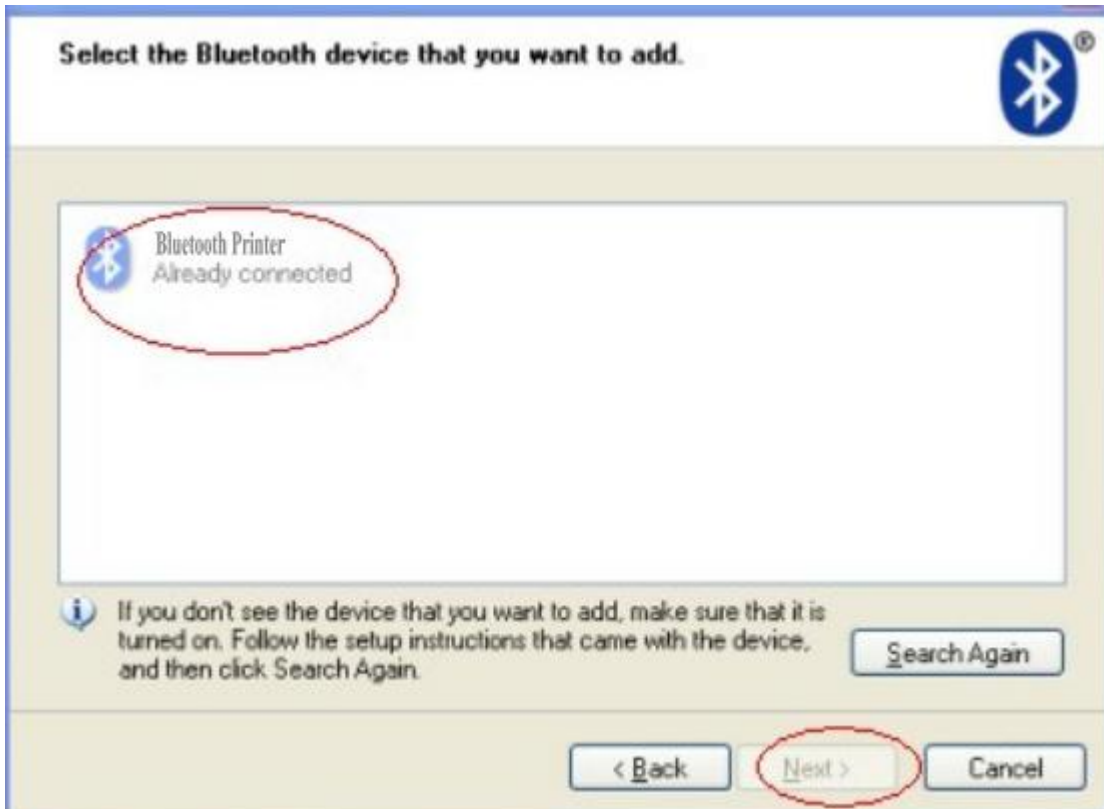 Select the Bluetooth device that you want to add.
®
Bluetooth Printer
Already connected
If you don't see the device that you want to add, make sure that it is
turned on. Follow the setup instructions that came with the device,
and then click Search Again.
Search Again
< Back
Next >
Cancel